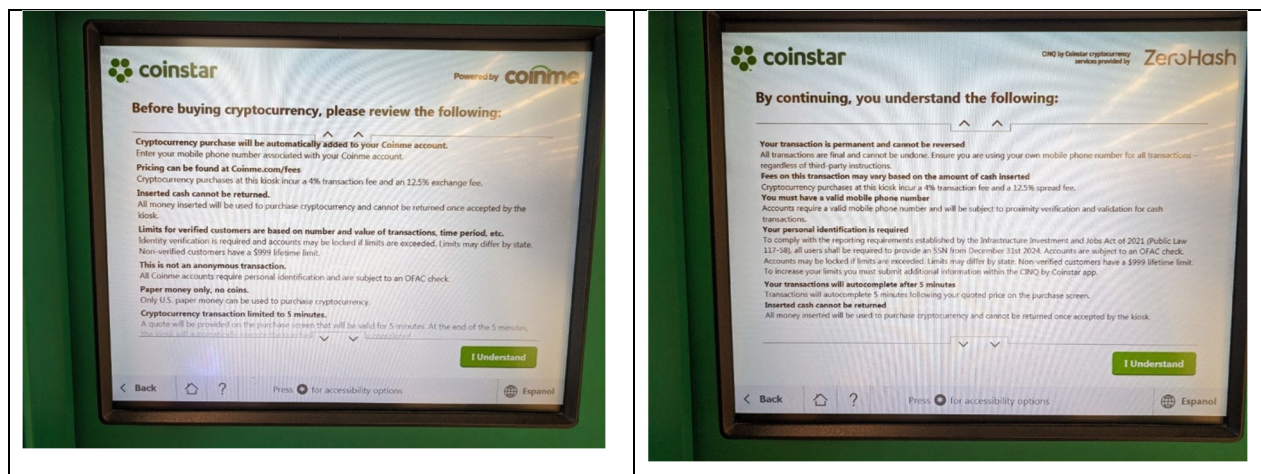 coinstar
Powered by coinme
Before buying cryptocurrency, please review the following:
Cryptocurrency purchase will be automatically added to your Coinme account.
Enter your mobile phone number associated with your Coinme account.
Pricing can be found at Coinme.com/fees
Cryptocurrency purchases at this kiosk incur a 4% transaction fee and an 12.5% exchange fee.
Inserted cash cannot be returned.
All money inserted will be used to purchase cryptocurrency and cannot be returned once accepted by the
kiosk.
Limits for verified customers are based on number and value of transactions, time period, etc.
Identity verification is required and accounts may be locked if limits are exceeded. Limits may differ by state.
Non-verified customers have a $999 lifetime limit.
This is not an anonymous transaction.
All Coinme accounts require personal identification and are subject to an OFAC check.
Paper money only, no coins.
Only U.S. paper money can be used to purchase cryptocurrency.
Cryptocurrency transaction limited to 5 minutes.
A quote will be provided on the purchase screen that will be valid for 5 minutes. At the end of the 5 minutes,
the kiosk will automatically
I Understand
Back
?
Press for accessibility options
Espanol
coinstar
CINQ by Coinstar cryptocurrency
services provided by
ZeroHash
By continuing, you understand the following:
Your transaction is permanent and cannot be reversed
All transactions are final and cannot be undone. Ensure you are using your own mobile phone number for all transactions –
regardless of third-party instructions.
Fees on this transaction may vary based on the amount of cash inserted
Cryptocurrency purchases at this kiosk incur a 4% transaction fee and a 12.5% spread fee.
You must have a valid mobile phone number
Accounts require a valid mobile phone number and will be subject to proximity verification and validation for cash
transactions.
Your personal identification is required
To comply with the reporting requirements established by the Infrastructure Investment and Jobs Act of 2021 (Public Law
117-58), all users shall be required to provide an SSN from December 31st 2024. Accounts are subject to an OFAC check.
Accounts may be locked if limits are exceeded. Limits may differ by state. Non-verified customers have a $999 lifetime limit.
To increase your limits you must submit additional information within the CINQ by Coinstar app.
Your transactions will autocomplete after 5 minutes
Transactions will autocomplete 5 minutes following your quoted price on the purchase screen.
Inserted cash cannot be returned
All money inserted will be used to purchase cryptocurrency and cannot be returned once accepted by the kiosk.
I Understand
Back
?
Press for accessibility options
Espanol